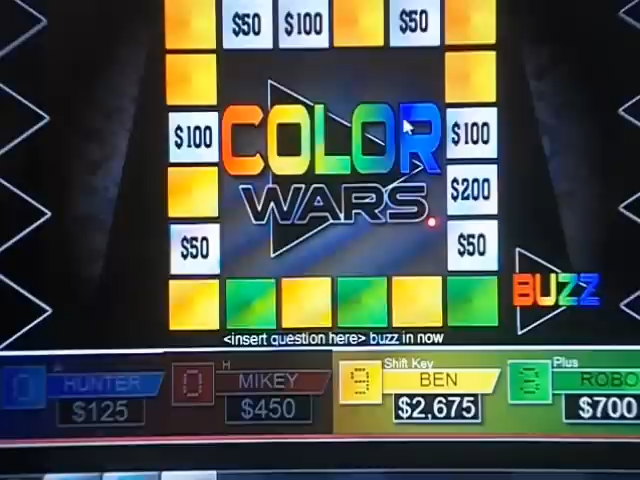 $50 $100 $50
$100 $100
COLOR
WARS
$200
$50 $50
BUZZ
<insert question here> buzz in now
A H Shift Key Plus
0 HUNTER 0 MIKEY 9 BEN 3 ROBO
$125 $450 $2,675 $700